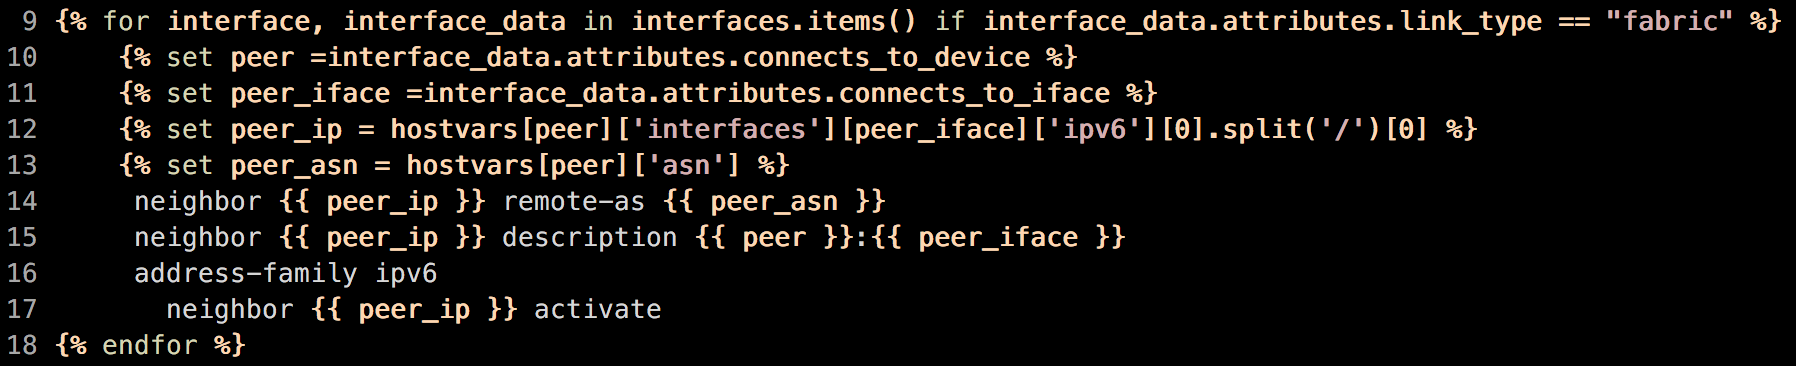 9 {% for interface, interface_data in interfaces.items() if interface_data.attributes.link_type == "fabric" %}
10     {% set peer =interface_data.attributes.connects_to_device %}
11     {% set peer_iface =interface_data.attributes.connects_to_iface %}
12     {% set peer_ip = hostvars[peer]['interfaces'][peer_iface]['ipv6'][0].split('/')[0] %}
13     {% set peer_asn = hostvars[peer]['asn'] %}
14      neighbor {{ peer_ip }} remote-as {{ peer_asn }}
15      neighbor {{ peer_ip }} description {{ peer }}:{{ peer_iface }}
16      address-family ipv6
17        neighbor {{ peer_ip }} activate
18 {% endfor %}